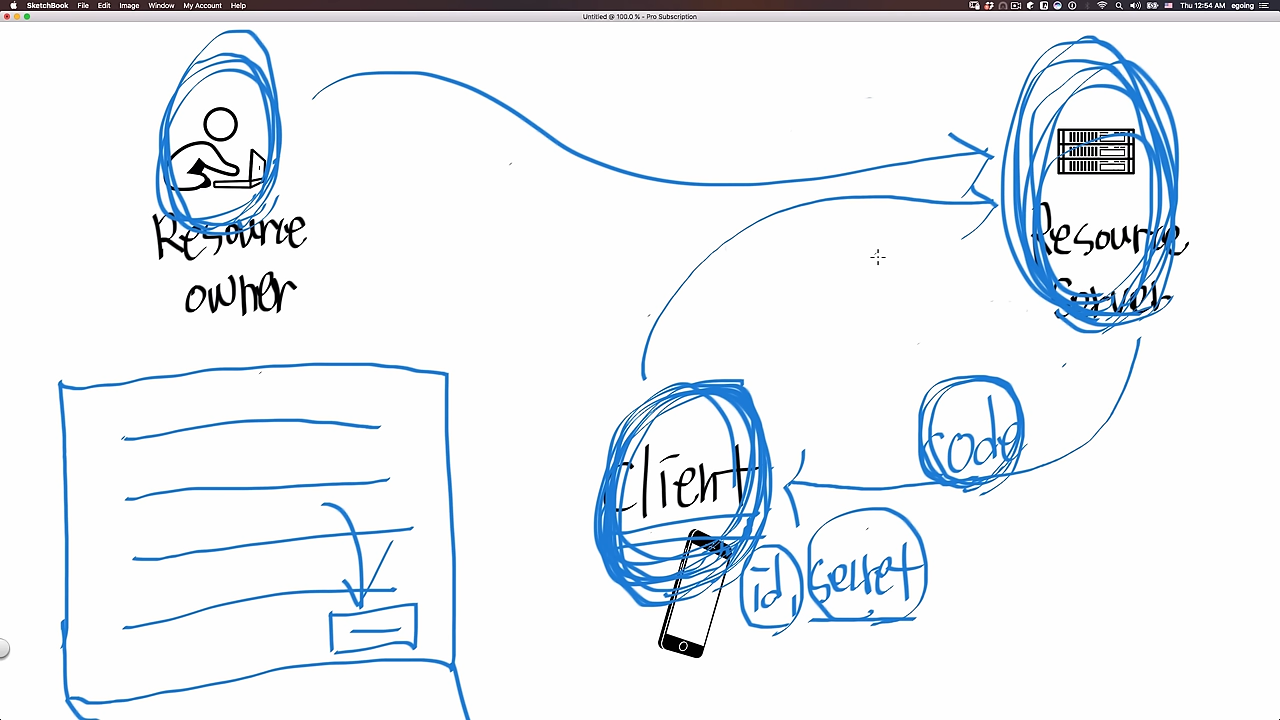 SketchBook File Edit Image Window My Account Help
Thu 12:54 AM egoing
Untitled @ 100.0 % - Pro Subscription
Resource
owner
Resource
Server
Client
code
id, secret